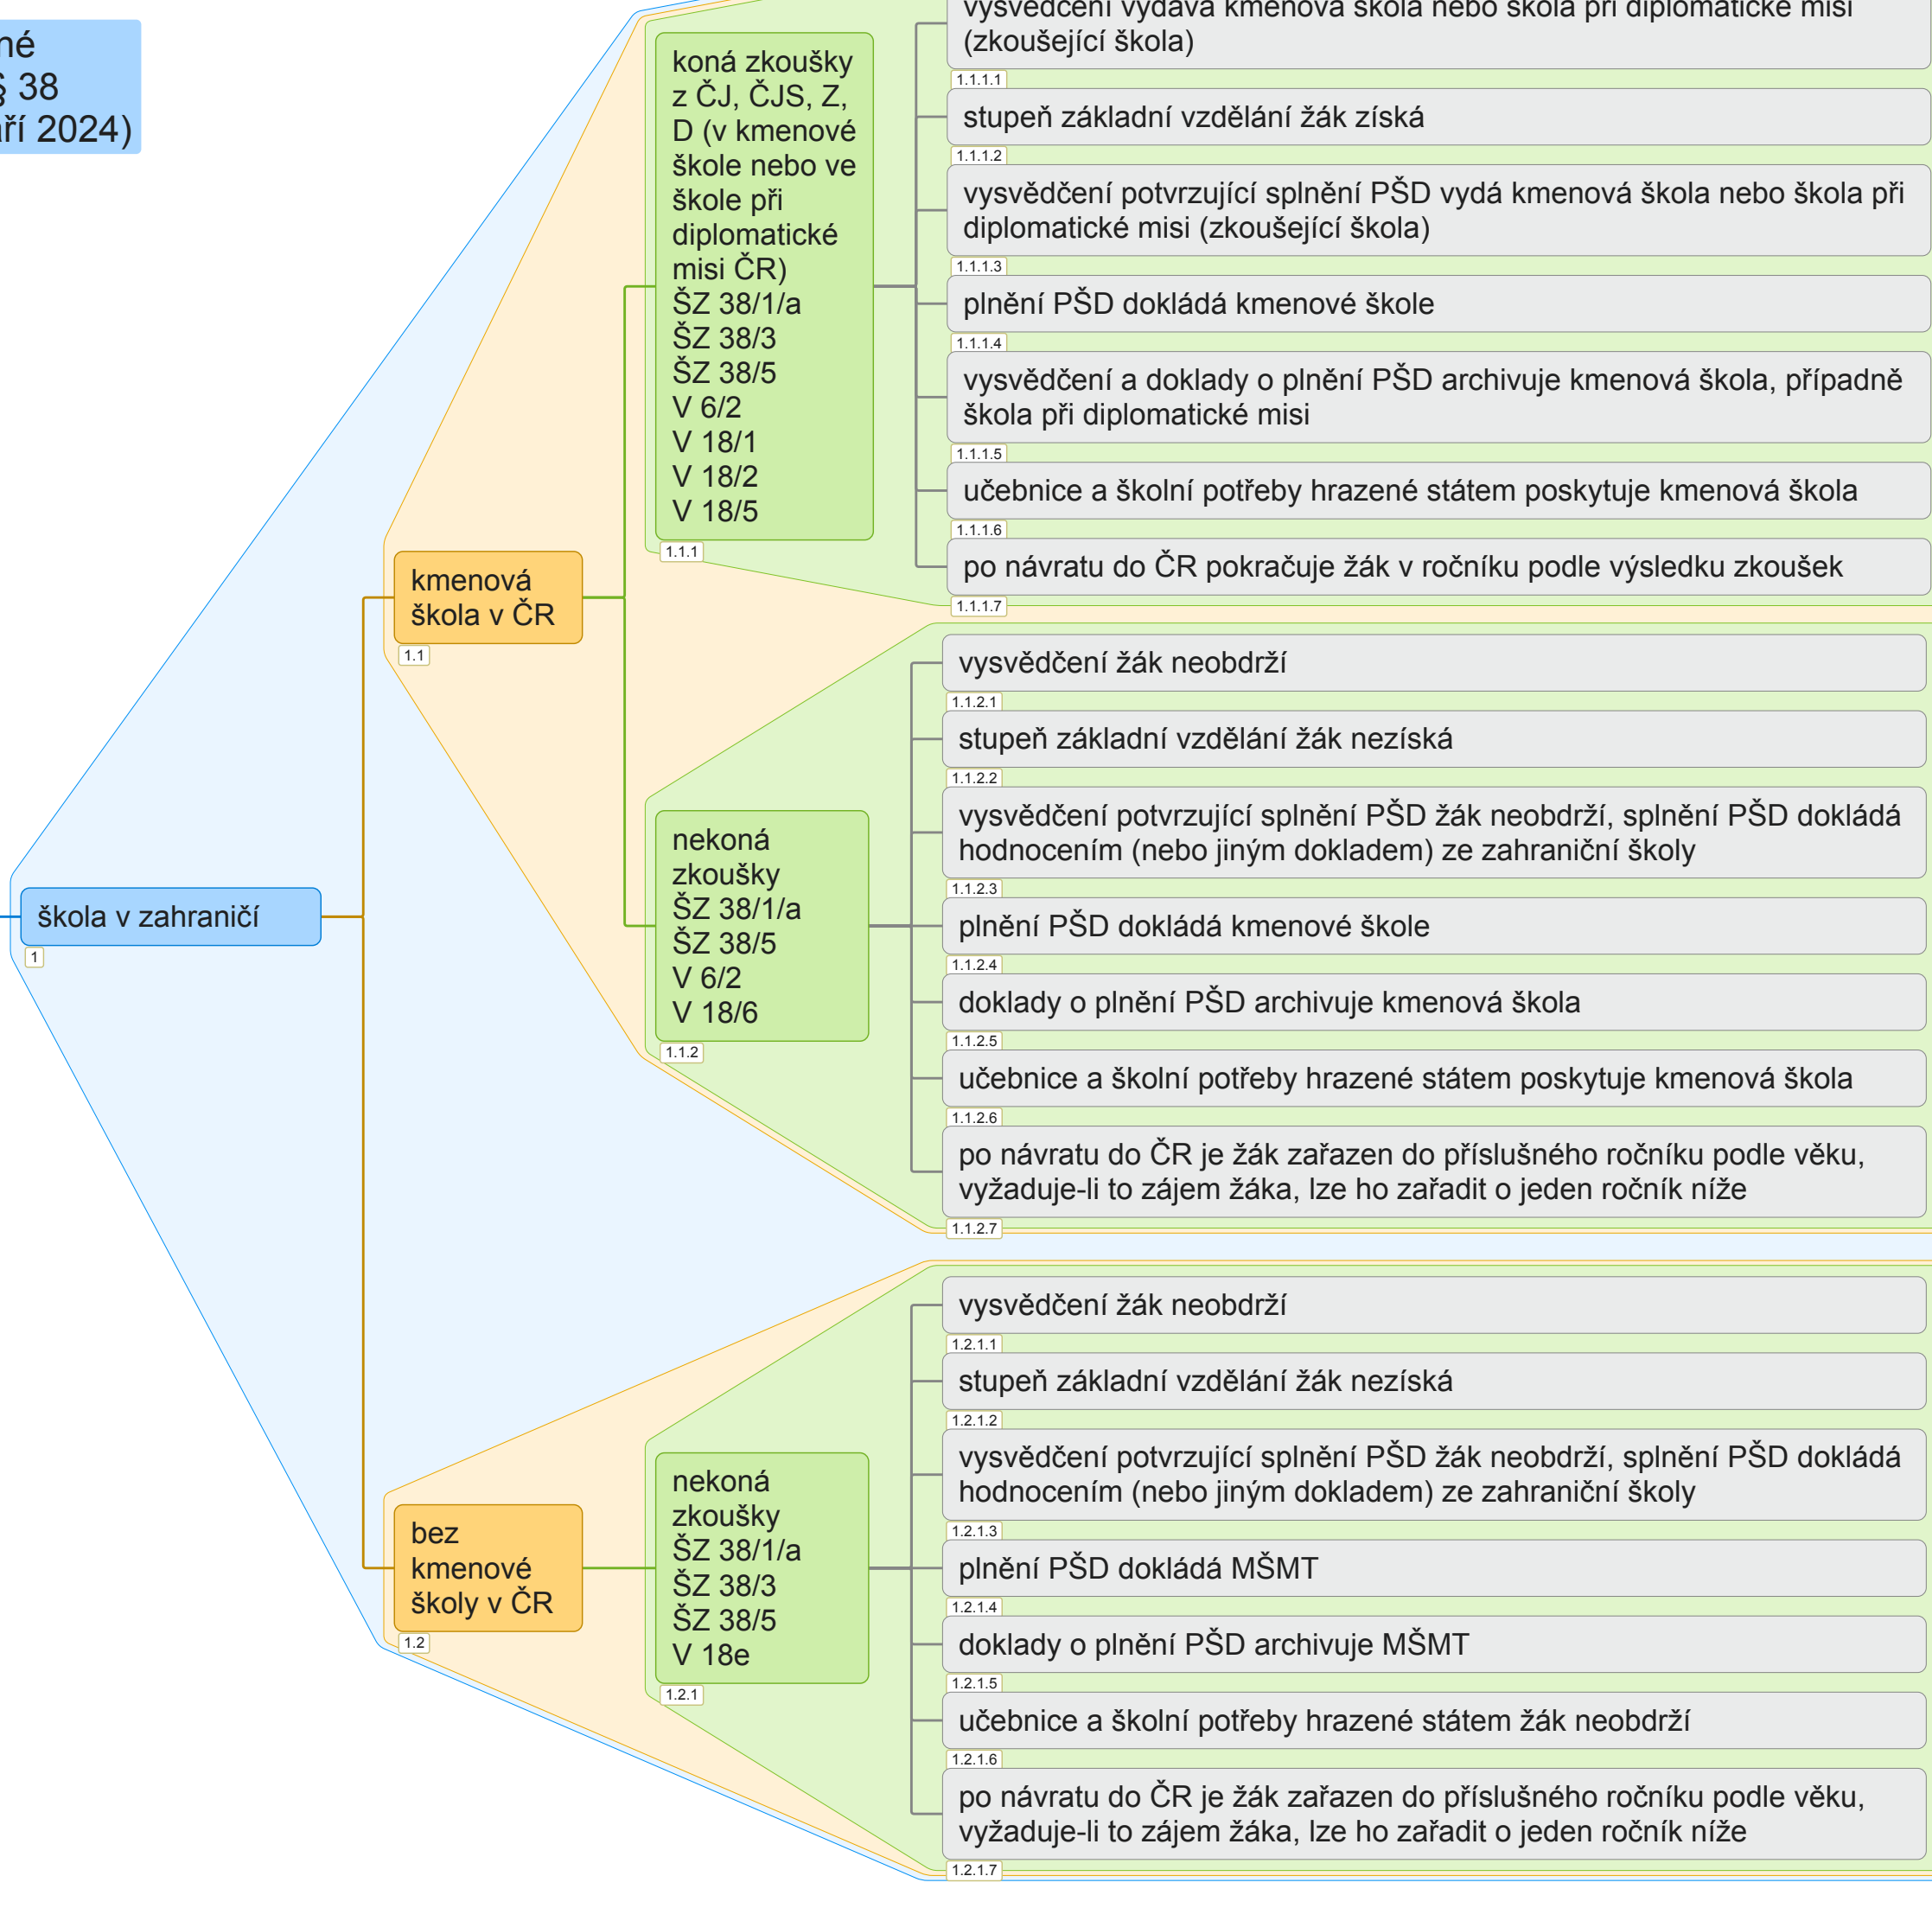 né
§ 38
září 2024)
škola v zahraničí
1
kmenová
škola v ČR
1.1
koná zkoušky
z ČJ, ČJS, Z,
D (v kmenové
škole nebo ve
škole při
diplomatické
misi ČR)
ŠZ 38/1/a
ŠZ 38/3
ŠZ 38/5
V 6/2
V 18/1
V 18/2
V 18/5
1.1.1
vysvědčení vydává kmenová škola nebo škola při diplomatické misi
(zkoušející škola)
1.1.1.1
stupeň základní vzdělání žák získá
1.1.1.2
vysvědčení potvrzující splnění PŠD vydá kmenová škola nebo škola při
diplomatické misi (zkoušející škola)
1.1.1.3
plnění PŠD dokládá kmenové škole
1.1.1.4
vysvědčení a doklady o plnění PŠD archivuje kmenová škola, případně
škola při diplomatické misi
1.1.1.5
učebnice a školní potřeby hrazené státem poskytuje kmenová škola
1.1.1.6
po návratu do ČR pokračuje žák v ročníku podle výsledku zkoušek
1.1.1.7
nekoná
zkoušky
ŠZ 38/1/a
ŠZ 38/5
V 6/2
V 18/6
1.1.2
vysvědčení žák neobdrží
1.1.2.1
stupeň základní vzdělání žák nezíská
1.1.2.2
vysvědčení potvrzující splnění PŠD žák neobdrží, splnění PŠD dokládá
hodnocením (nebo jiným dokladem) ze zahraniční školy
1.1.2.3
plnění PŠD dokládá kmenové škole
1.1.2.4
doklady o plnění PŠD archivuje kmenová škola
1.1.2.5
učebnice a školní potřeby hrazené státem poskytuje kmenová škola
1.1.2.6
po návratu do ČR je žák zařazen do příslušného ročníku podle věku,
vyžaduje-li to zájem žáka, lze ho zařadit o jeden ročník níže
1.1.2.7
bez
kmenové
školy v ČR
1.2
nekoná
zkoušky
ŠZ 38/1/a
ŠZ 38/3
ŠZ 38/5
V 18e
1.2.1
vysvědčení žák neobdrží
1.2.1.1
stupeň základní vzdělání žák nezíská
1.2.1.2
vysvědčení potvrzující splnění PŠD žák neobdrží, splnění PŠD dokládá
hodnocením (nebo jiným dokladem) ze zahraniční školy
1.2.1.3
plnění PŠD dokládá MŠMT
1.2.1.4
doklady o plnění PŠD archivuje MŠMT
1.2.1.5
učebnice a školní potřeby hrazené státem žák neobdrží
1.2.1.6
po návratu do ČR je žák zařazen do příslušného ročníku podle věku,
vyžaduje-li to zájem žáka, lze ho zařadit o jeden ročník níže
1.2.1.7